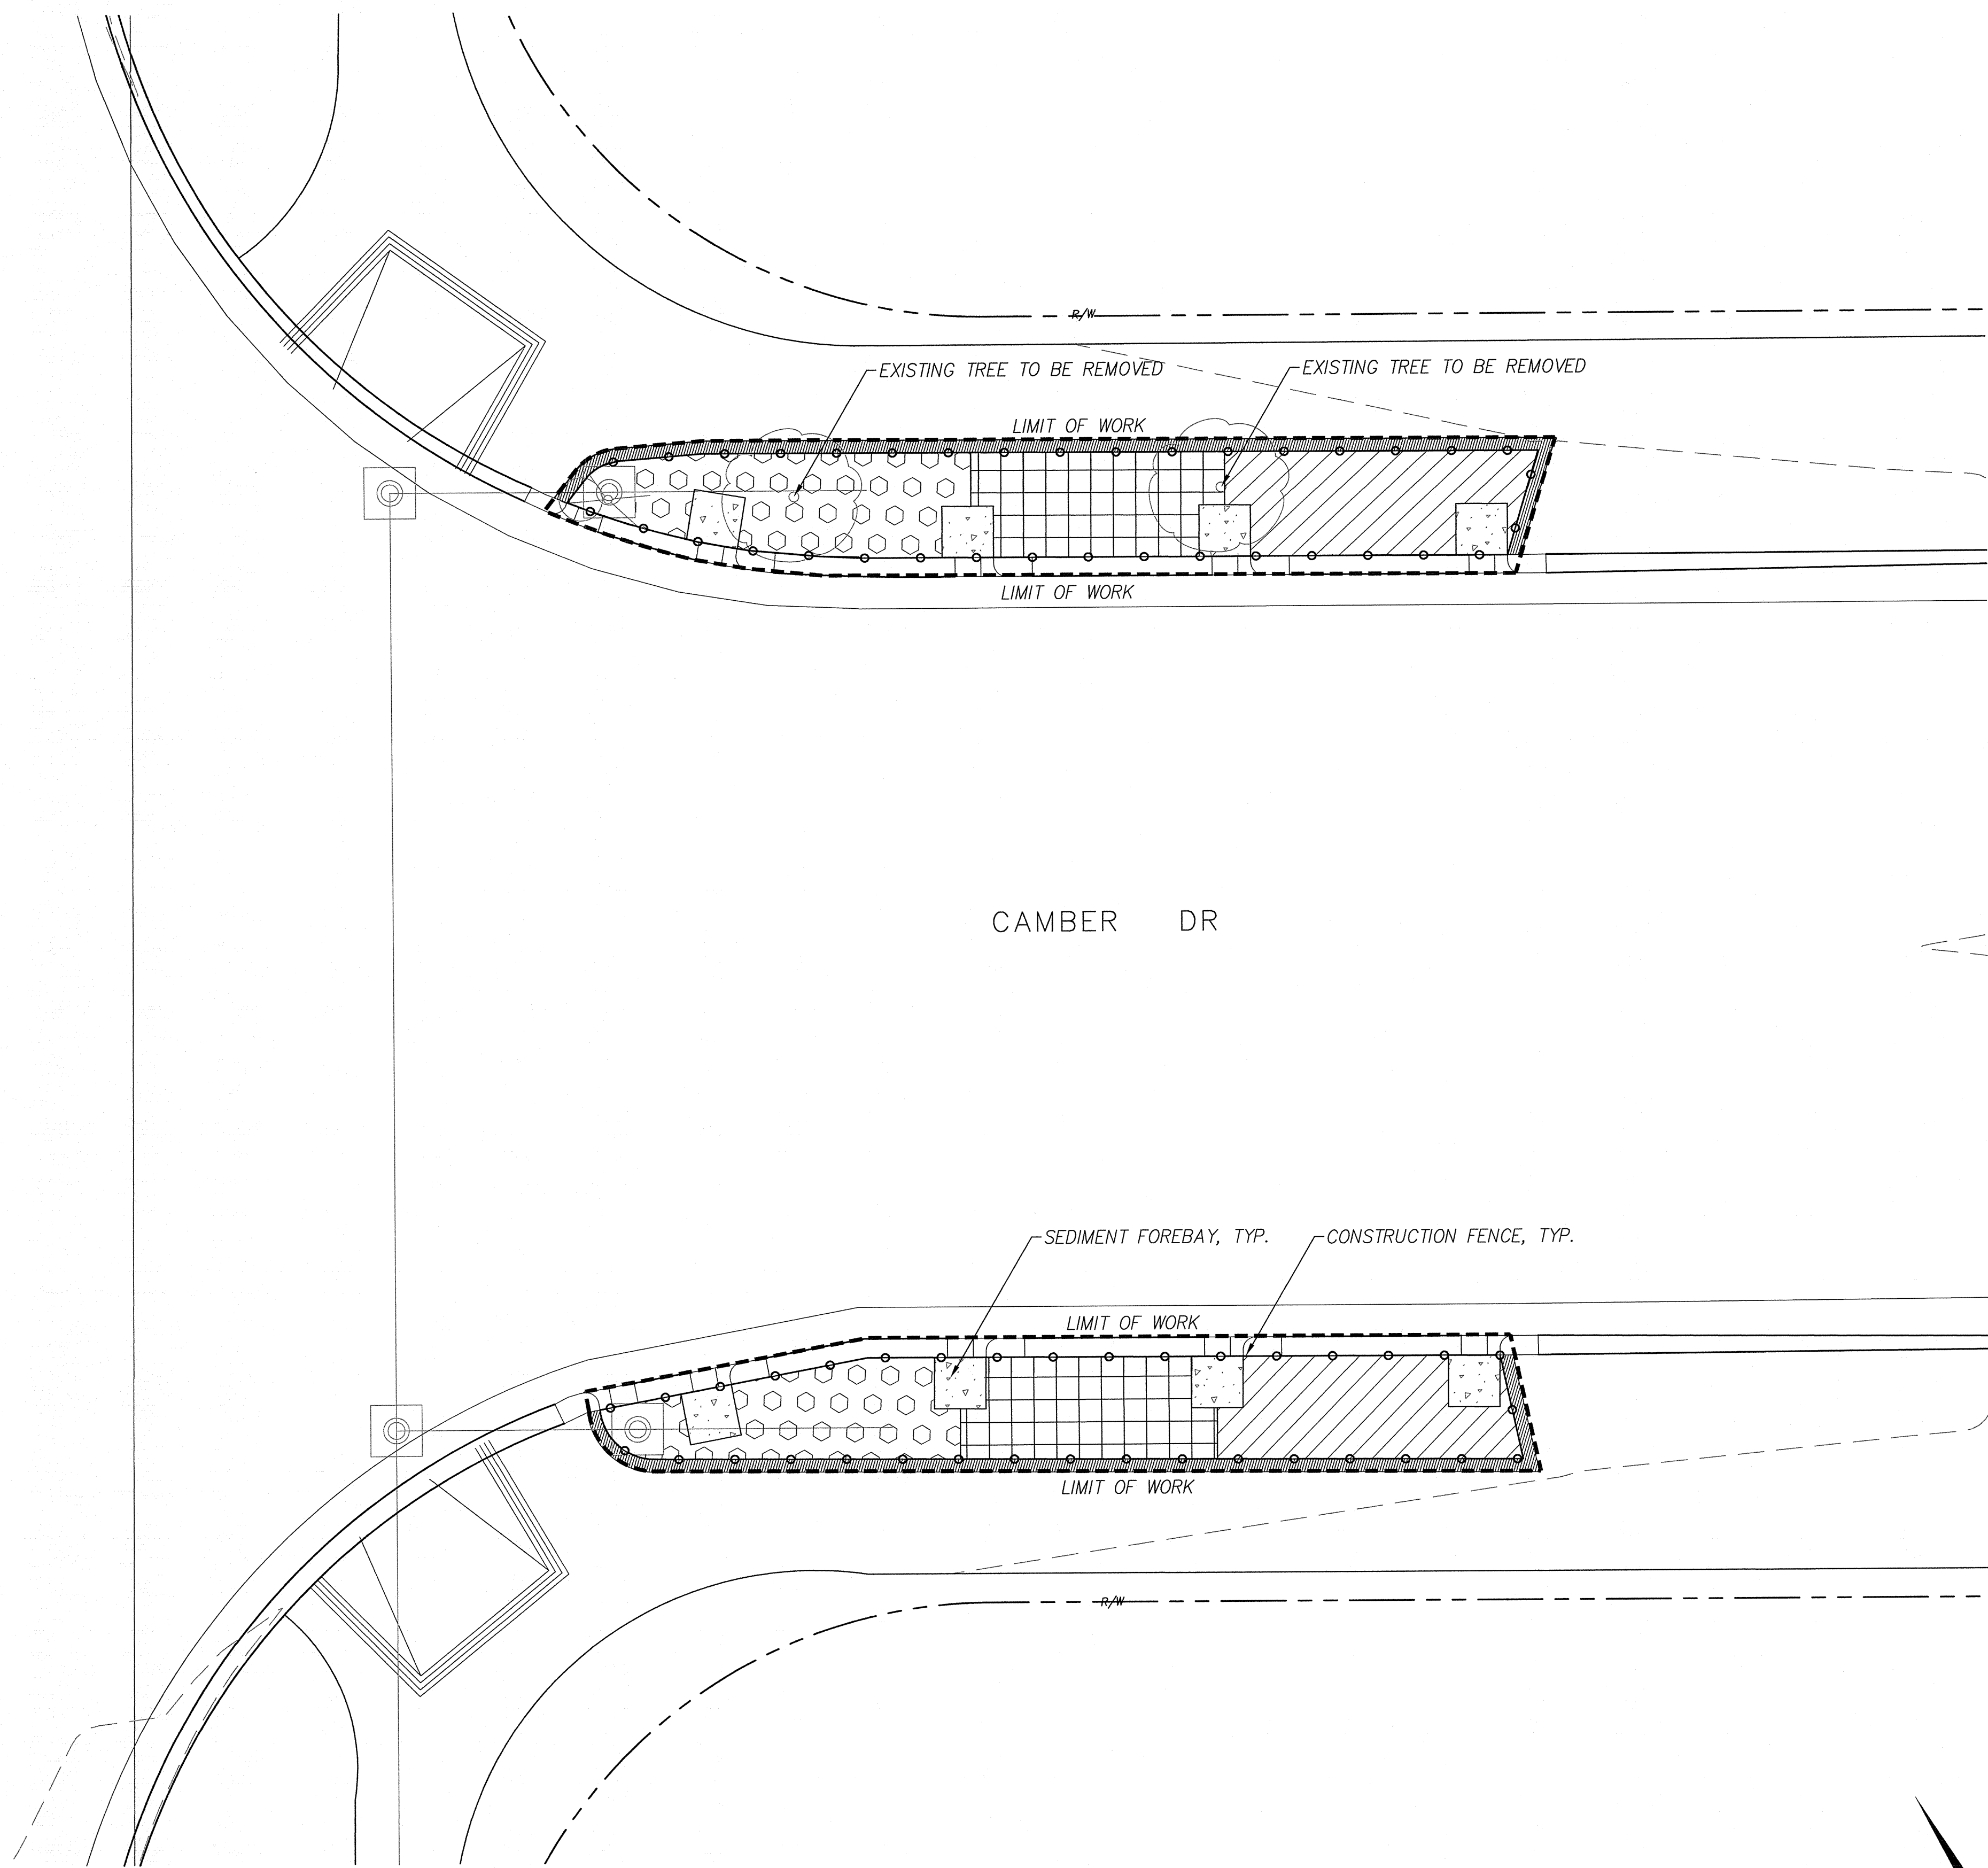 R/W
EXISTING TREE TO BE REMOVED
EXISTING TREE TO BE REMOVED
LIMIT OF WORK
LIMIT OF WORK
CAMBER DR
SEDIMENT FOREBAY, TYP.
CONSTRUCTION FENCE, TYP.
LIMIT OF WORK
LIMIT OF WORK
R/W